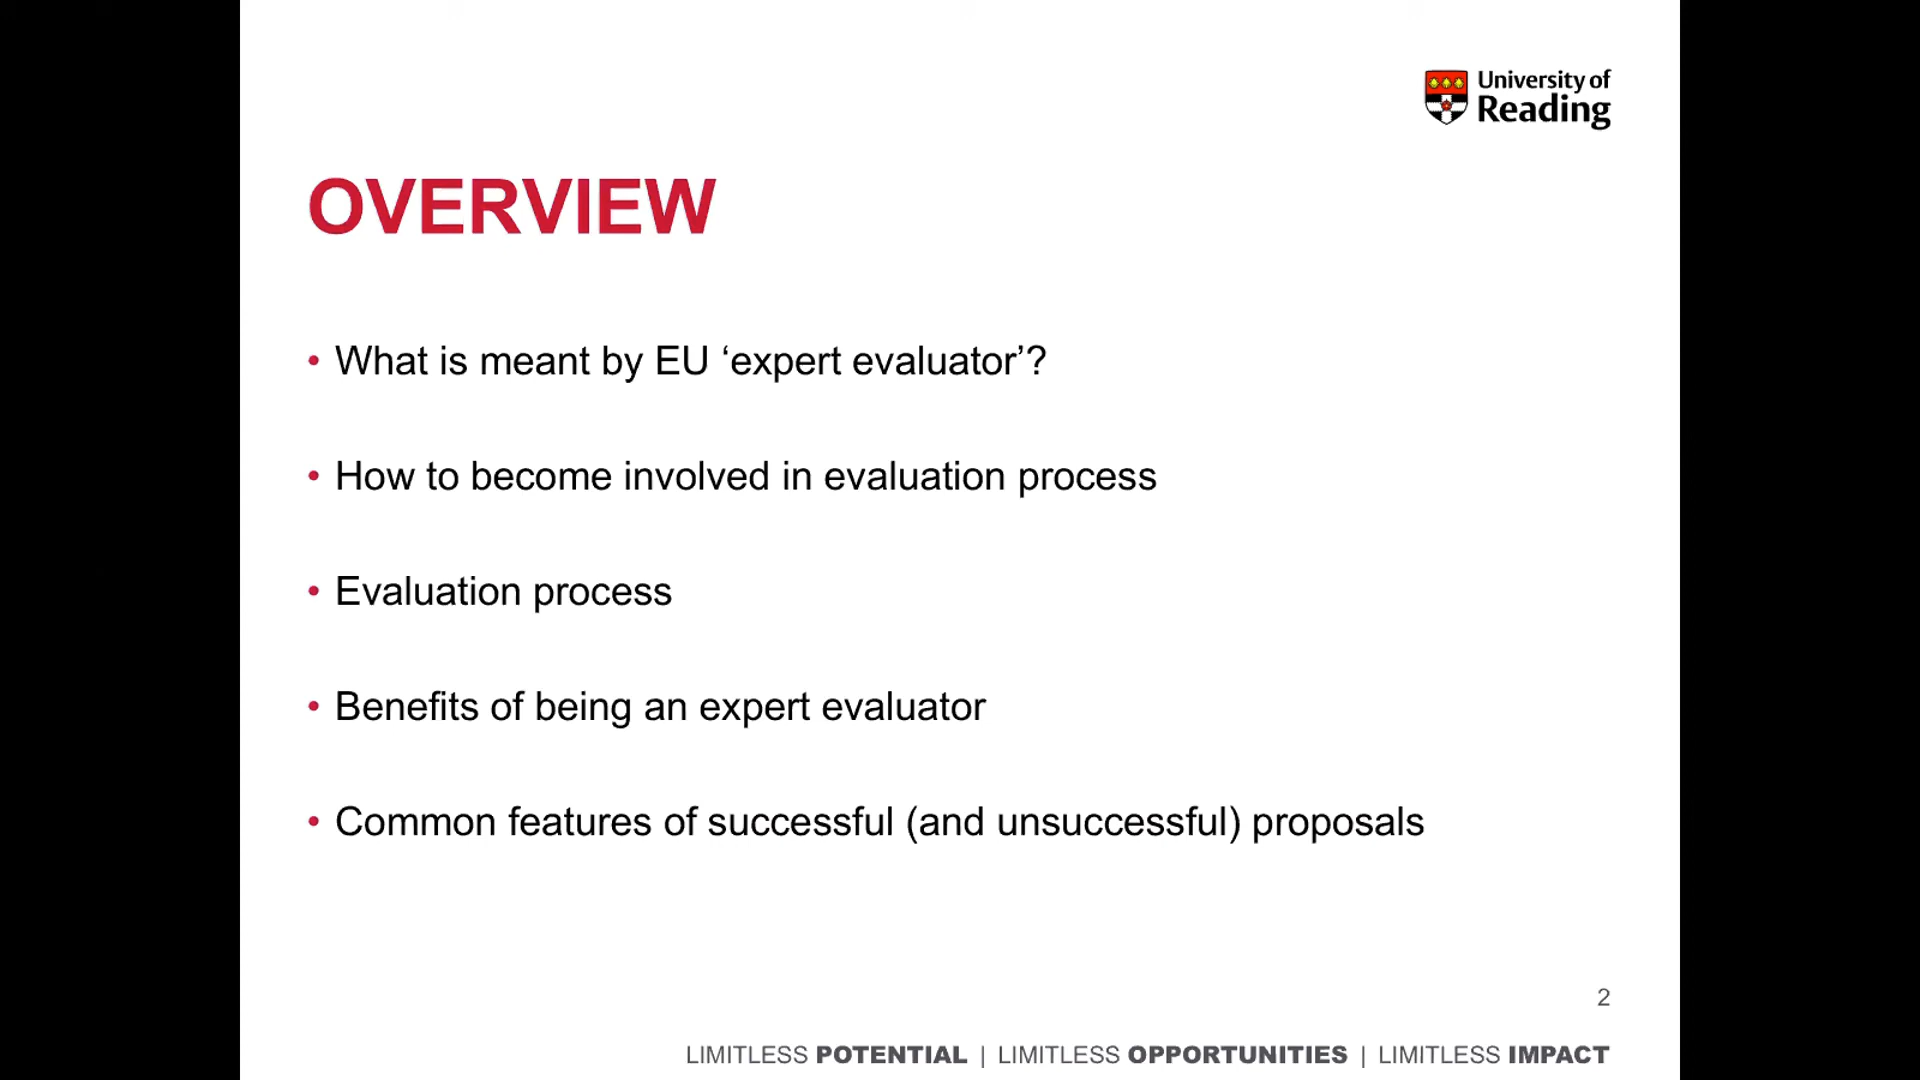 University of
Reading
OVERVIEW
• What is meant by EU ‘expert evaluator’?
• How to become involved in evaluation process
• Evaluation process
• Benefits of being an expert evaluator
• Common features of successful (and unsuccessful) proposals
2
LIMITLESS POTENTIAL | LIMITLESS OPPORTUNITIES | LIMITLESS IMPACT